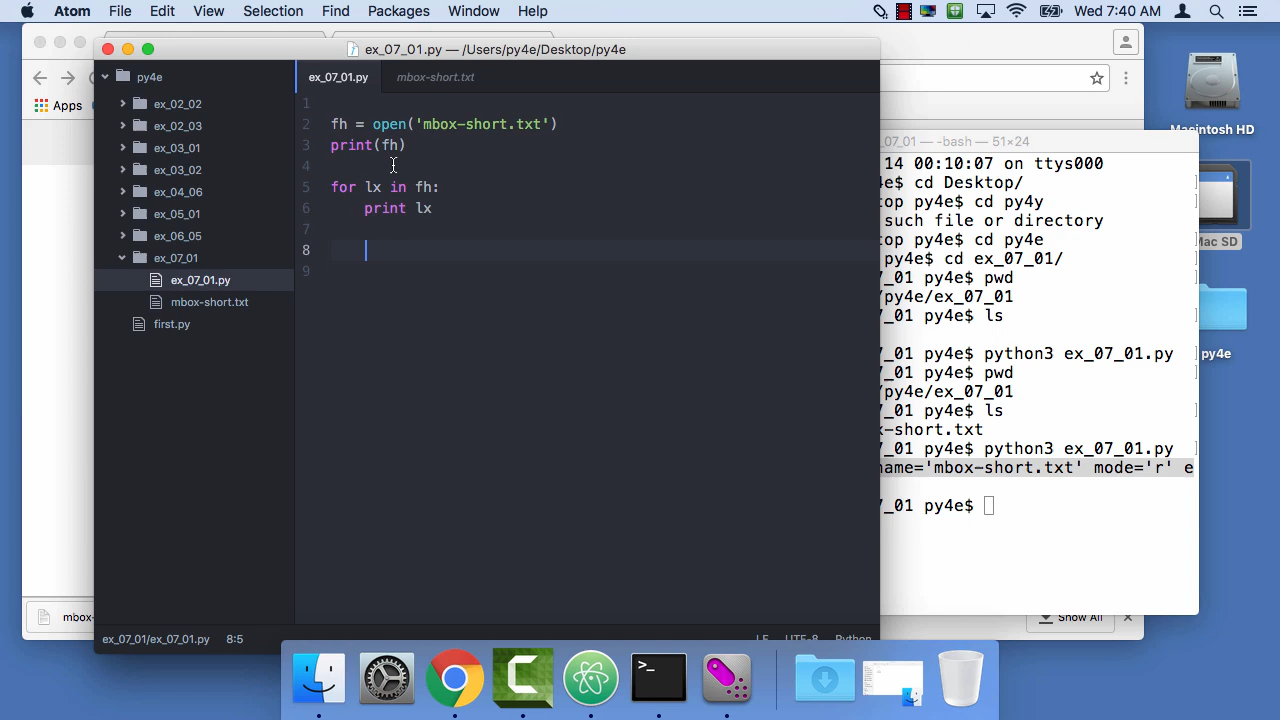 Atom File Edit View Selection Find Packages Window Help Wed 7:40 AM
ex_07_01.py — /Users/py4e/Desktop/py4e
py4e
ex_07_01.py mbox-short.txt
Apps
ex_02_02
ex_02_03
ex_03_01
ex_03_02
ex_04_06
ex_05_01
ex_06_05
ex_07_01
ex_07_01.py
mbox-short.txt
first.py
1
2 fh = open('mbox-short.txt')
3 print(fh)
4
5 for lx in fh:
6 print lx
7
8
9
ex_07_01/ex_07_01.py 8:5 LF UTF-8 Python
_07_01 — -bash — 51×24
14 00:10:07 on ttys000
py4e$ cd Desktop/
top py4e$ cd py4y
such file or directory
top py4e$ cd py4e
py4e$ cd ex_07_01/
7_01 py4e$ pwd
/py4e/ex_07_01
7_01 py4e$ ls
7_01 py4e$ python3 ex_07_01.py
7_01 py4e$ pwd
/py4e/ex_07_01
7_01 py4e$ ls
x-short.txt
7_01 py4e$ python3 ex_07_01.py
name='mbox-short.txt' mode='r' e
7_01 py4e$
Macintosh HD
Mac SD
py4e
mbox-
Show All